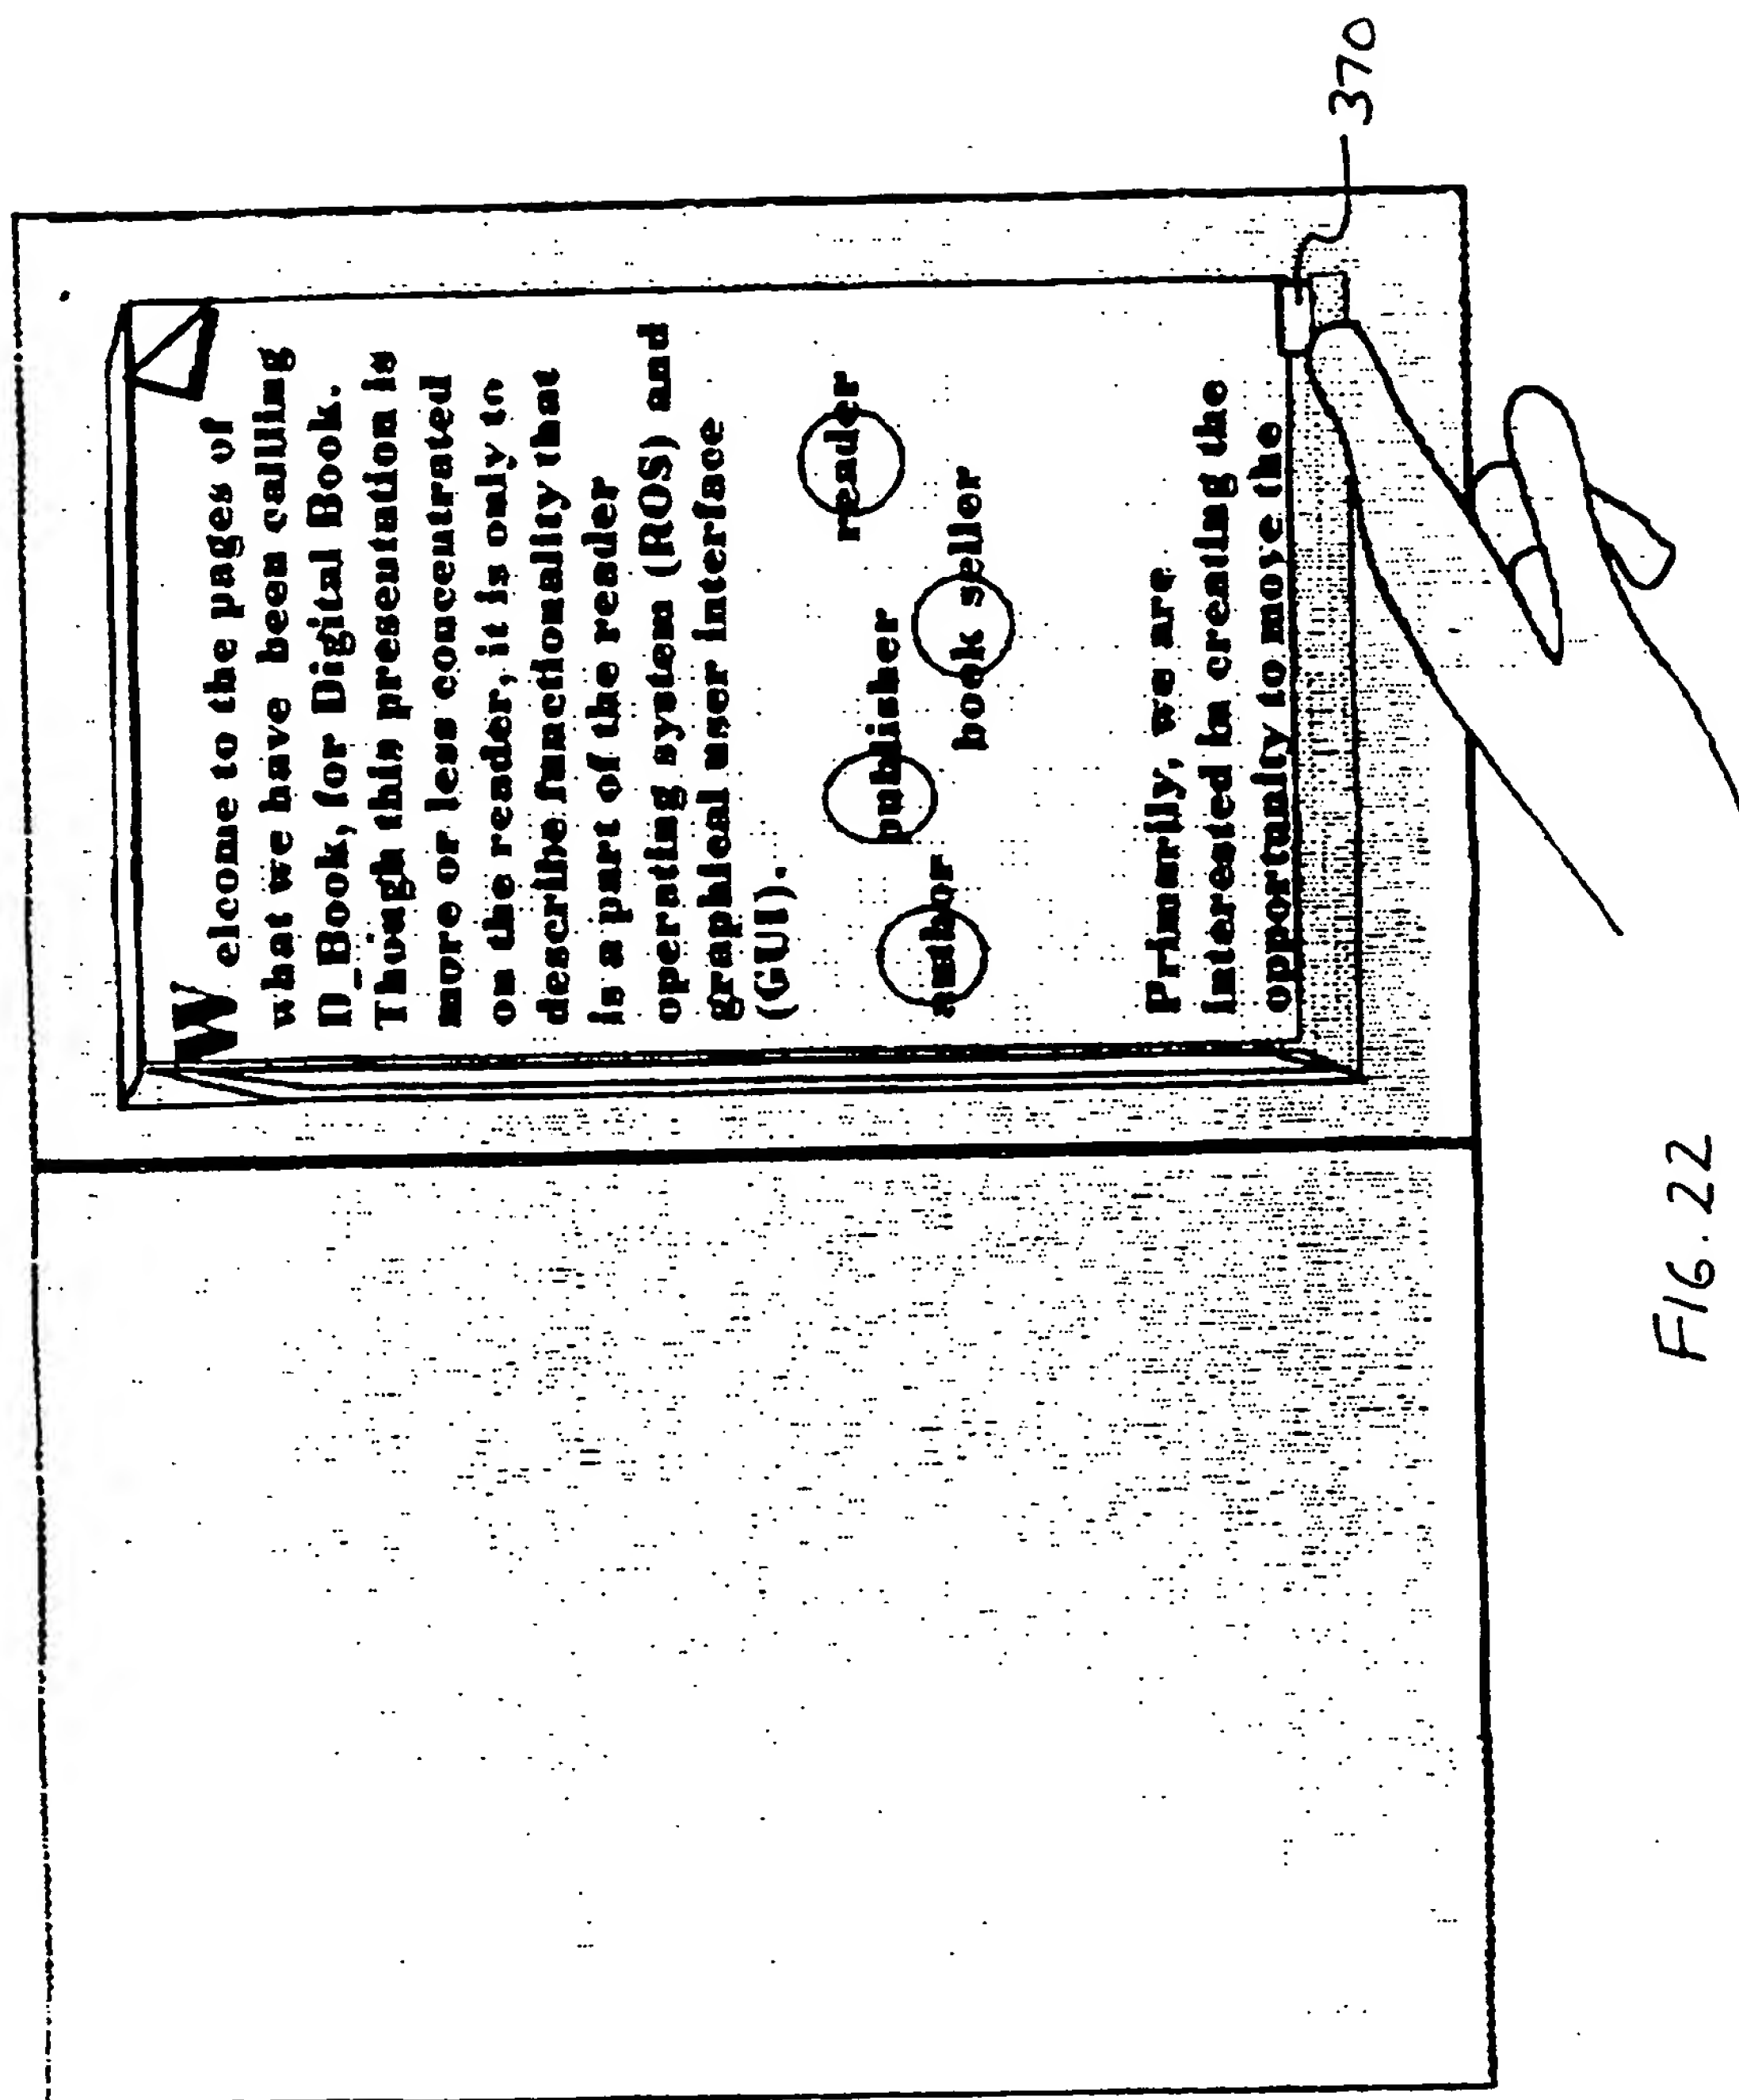 Welcome to the pages of
what we have been calling
D_Book, for Digital Book.
Though this presentation is
more or less concentrated
on the reader, it is only to
describe functionality that
is a part of the reader
operating system (ROS) and
graphical user interface
(GUI).
reader
publisher
author
book seller
Primarily, we are
interested in creating the
opportunity to move the
370
FIG. 22